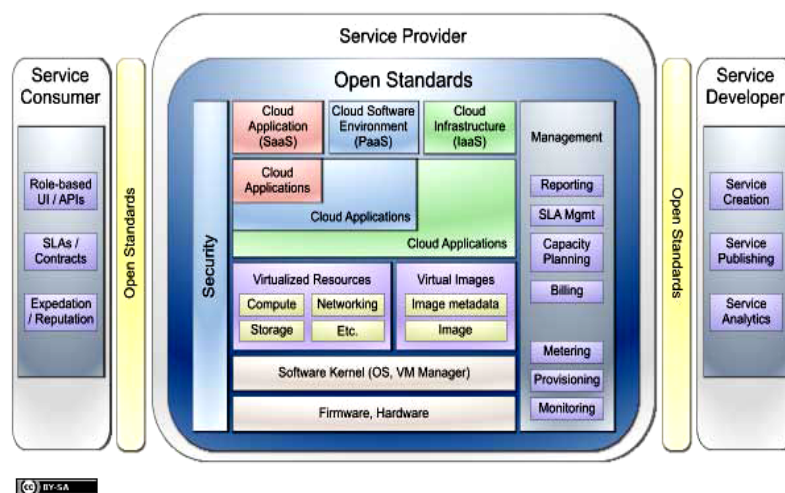 Service Provider
Service
Consumer
Role-based
UI / APIs
SLAs /
Contracts
Expedation
/ Reputation
Open Standards
Open Standards
Security
Cloud
Application
(SaaS)
Cloud Software
Environment
(PaaS)
Cloud
Infrastructure
(IaaS)
Cloud
Applications
Cloud Applications
Cloud Applications
Virtualized Resources
Compute
Networking
Storage
Etc.
Virtual Images
Image metadata
Image
Software Kernel (OS, VM Manager)
Firmware, Hardware
Management
Reporting
SLA Mgmt
Capacity
Planning
Billing
Metering
Provisioning
Monitoring
Open Standards
Service
Developer
Service
Creation
Service
Publishing
Service
Analytics
cc BY-SA